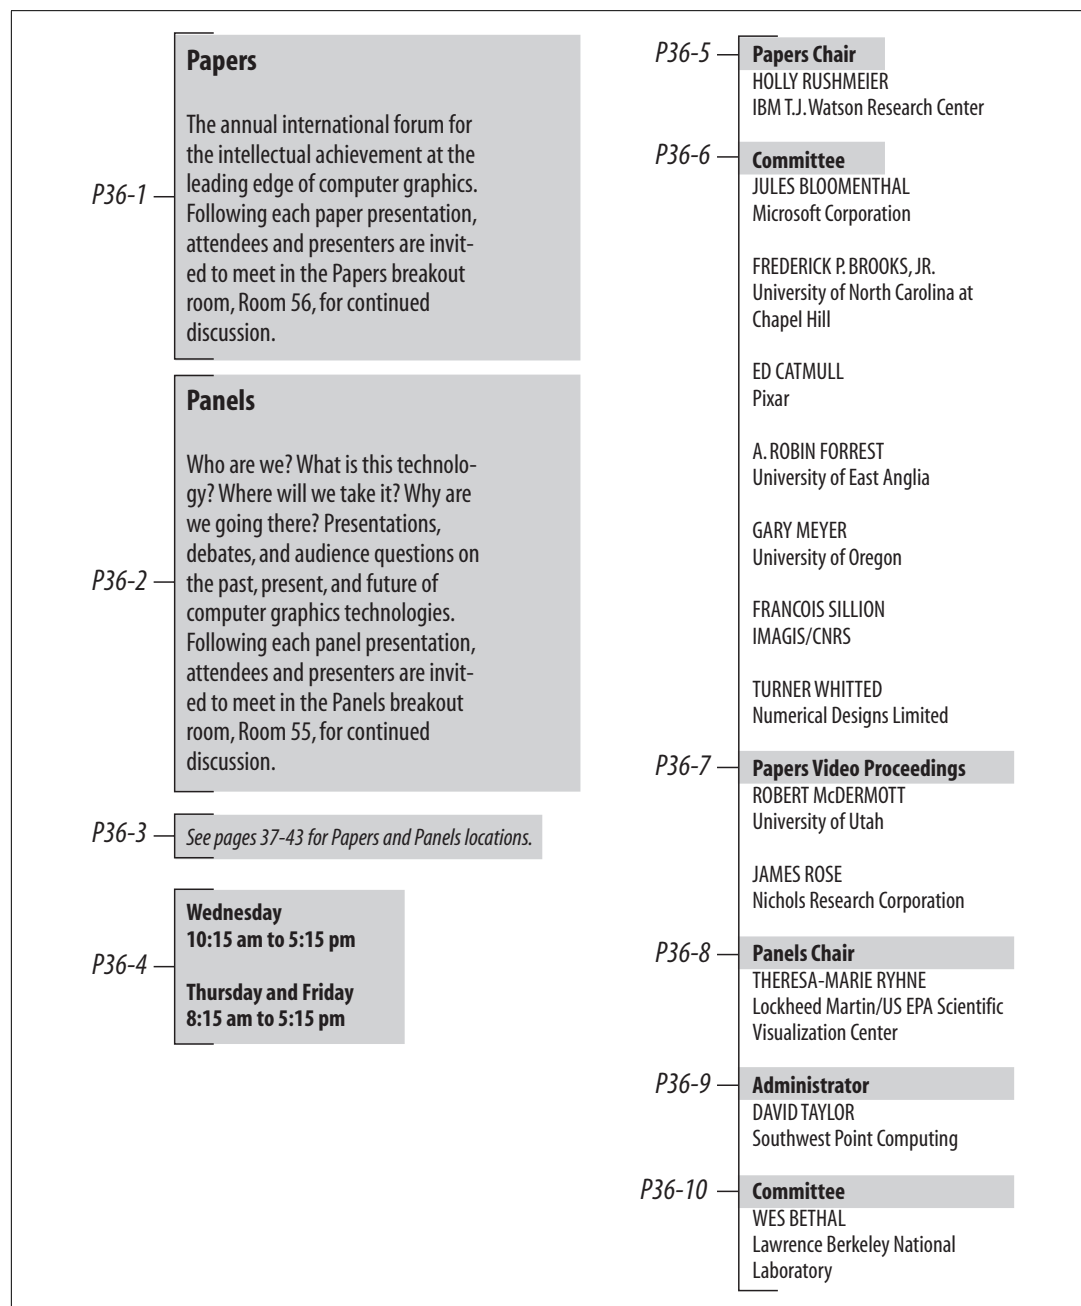 P36-1
Papers
The annual international forum for
the intellectual achievement at the
leading edge of computer graphics.
Following each paper presentation,
attendees and presenters are invit-
ed to meet in the Papers breakout
room, Room 56, for continued
discussion.
P36-2
Panels
Who are we? What is this technolo-
gy? Where will we take it? Why are
we going there? Presentations,
debates, and audience questions on
the past, present, and future of
computer graphics technologies.
Following each panel presentation,
attendees and presenters are invit-
ed to meet in the Panels breakout
room, Room 55, for continued
discussion.
P36-3
See pages 37-43 for Papers and Panels locations.
P36-4
Wednesday
10:15 am to 5:15 pm
Thursday and Friday
8:15 am to 5:15 pm
P36-5
Papers Chair
HOLLY RUSHMEIER
IBM T.J. Watson Research Center
P36-6
Committee
JULES BLOOMENTHAL
Microsoft Corporation
FREDERICK P. BROOKS, JR.
University of North Carolina at
Chapel Hill
ED CATMULL
Pixar
A. ROBIN FORREST
University of East Anglia
GARY MEYER
University of Oregon
FRANCOIS SILLION
IMAGIS/CNRS
TURNER WHITTED
Numerical Designs Limited
P36-7
Papers Video Proceedings
ROBERT McDERMOTT
University of Utah
JAMES ROSE
Nichols Research Corporation
P36-8
Panels Chair
THERESA-MARIE RYHNE
Lockheed Martin/US EPA Scientific
Visualization Center
P36-9
Administrator
DAVID TAYLOR
Southwest Point Computing
P36-10
Committee
WES BETHAL
Lawrence Berkeley National
Laboratory